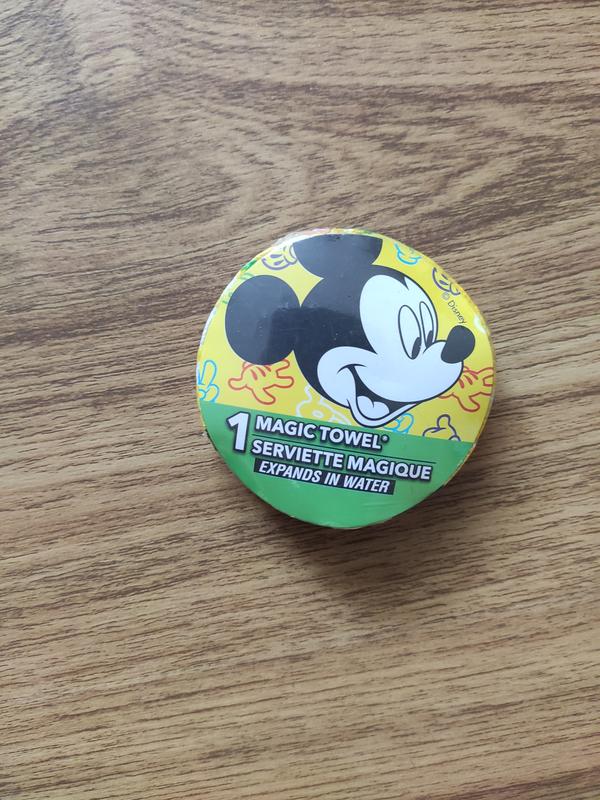 © Disney
1 MAGIC TOWEL®
SERVIETTE MAGIQUE
EXPANDS IN WATER